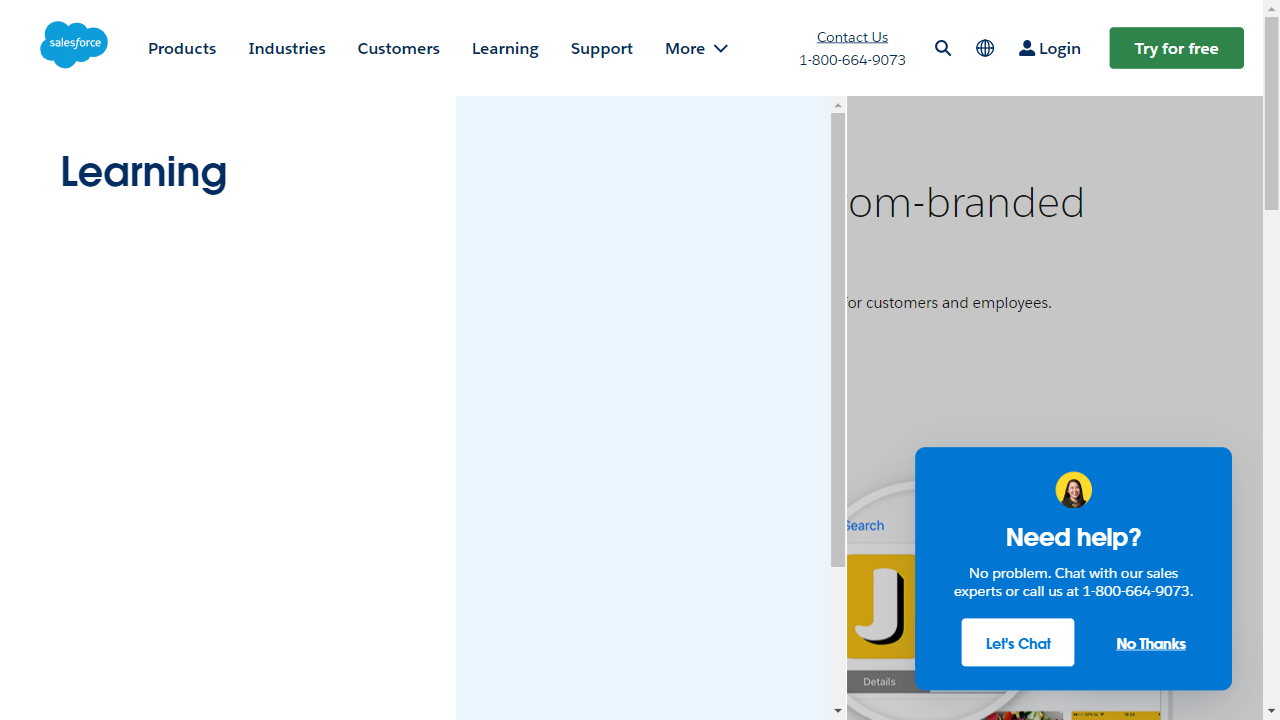 salesforce
Products
Industries
Customers
Learning
Support
More
Contact Us
1-800-664-9073
Login
Try for free
Learning
om-branded
for customers and employees.
Search
J
Details
Need help?
No problem. Chat with our sales
experts or call us at 1-800-664-9073.
Let's Chat
No Thanks